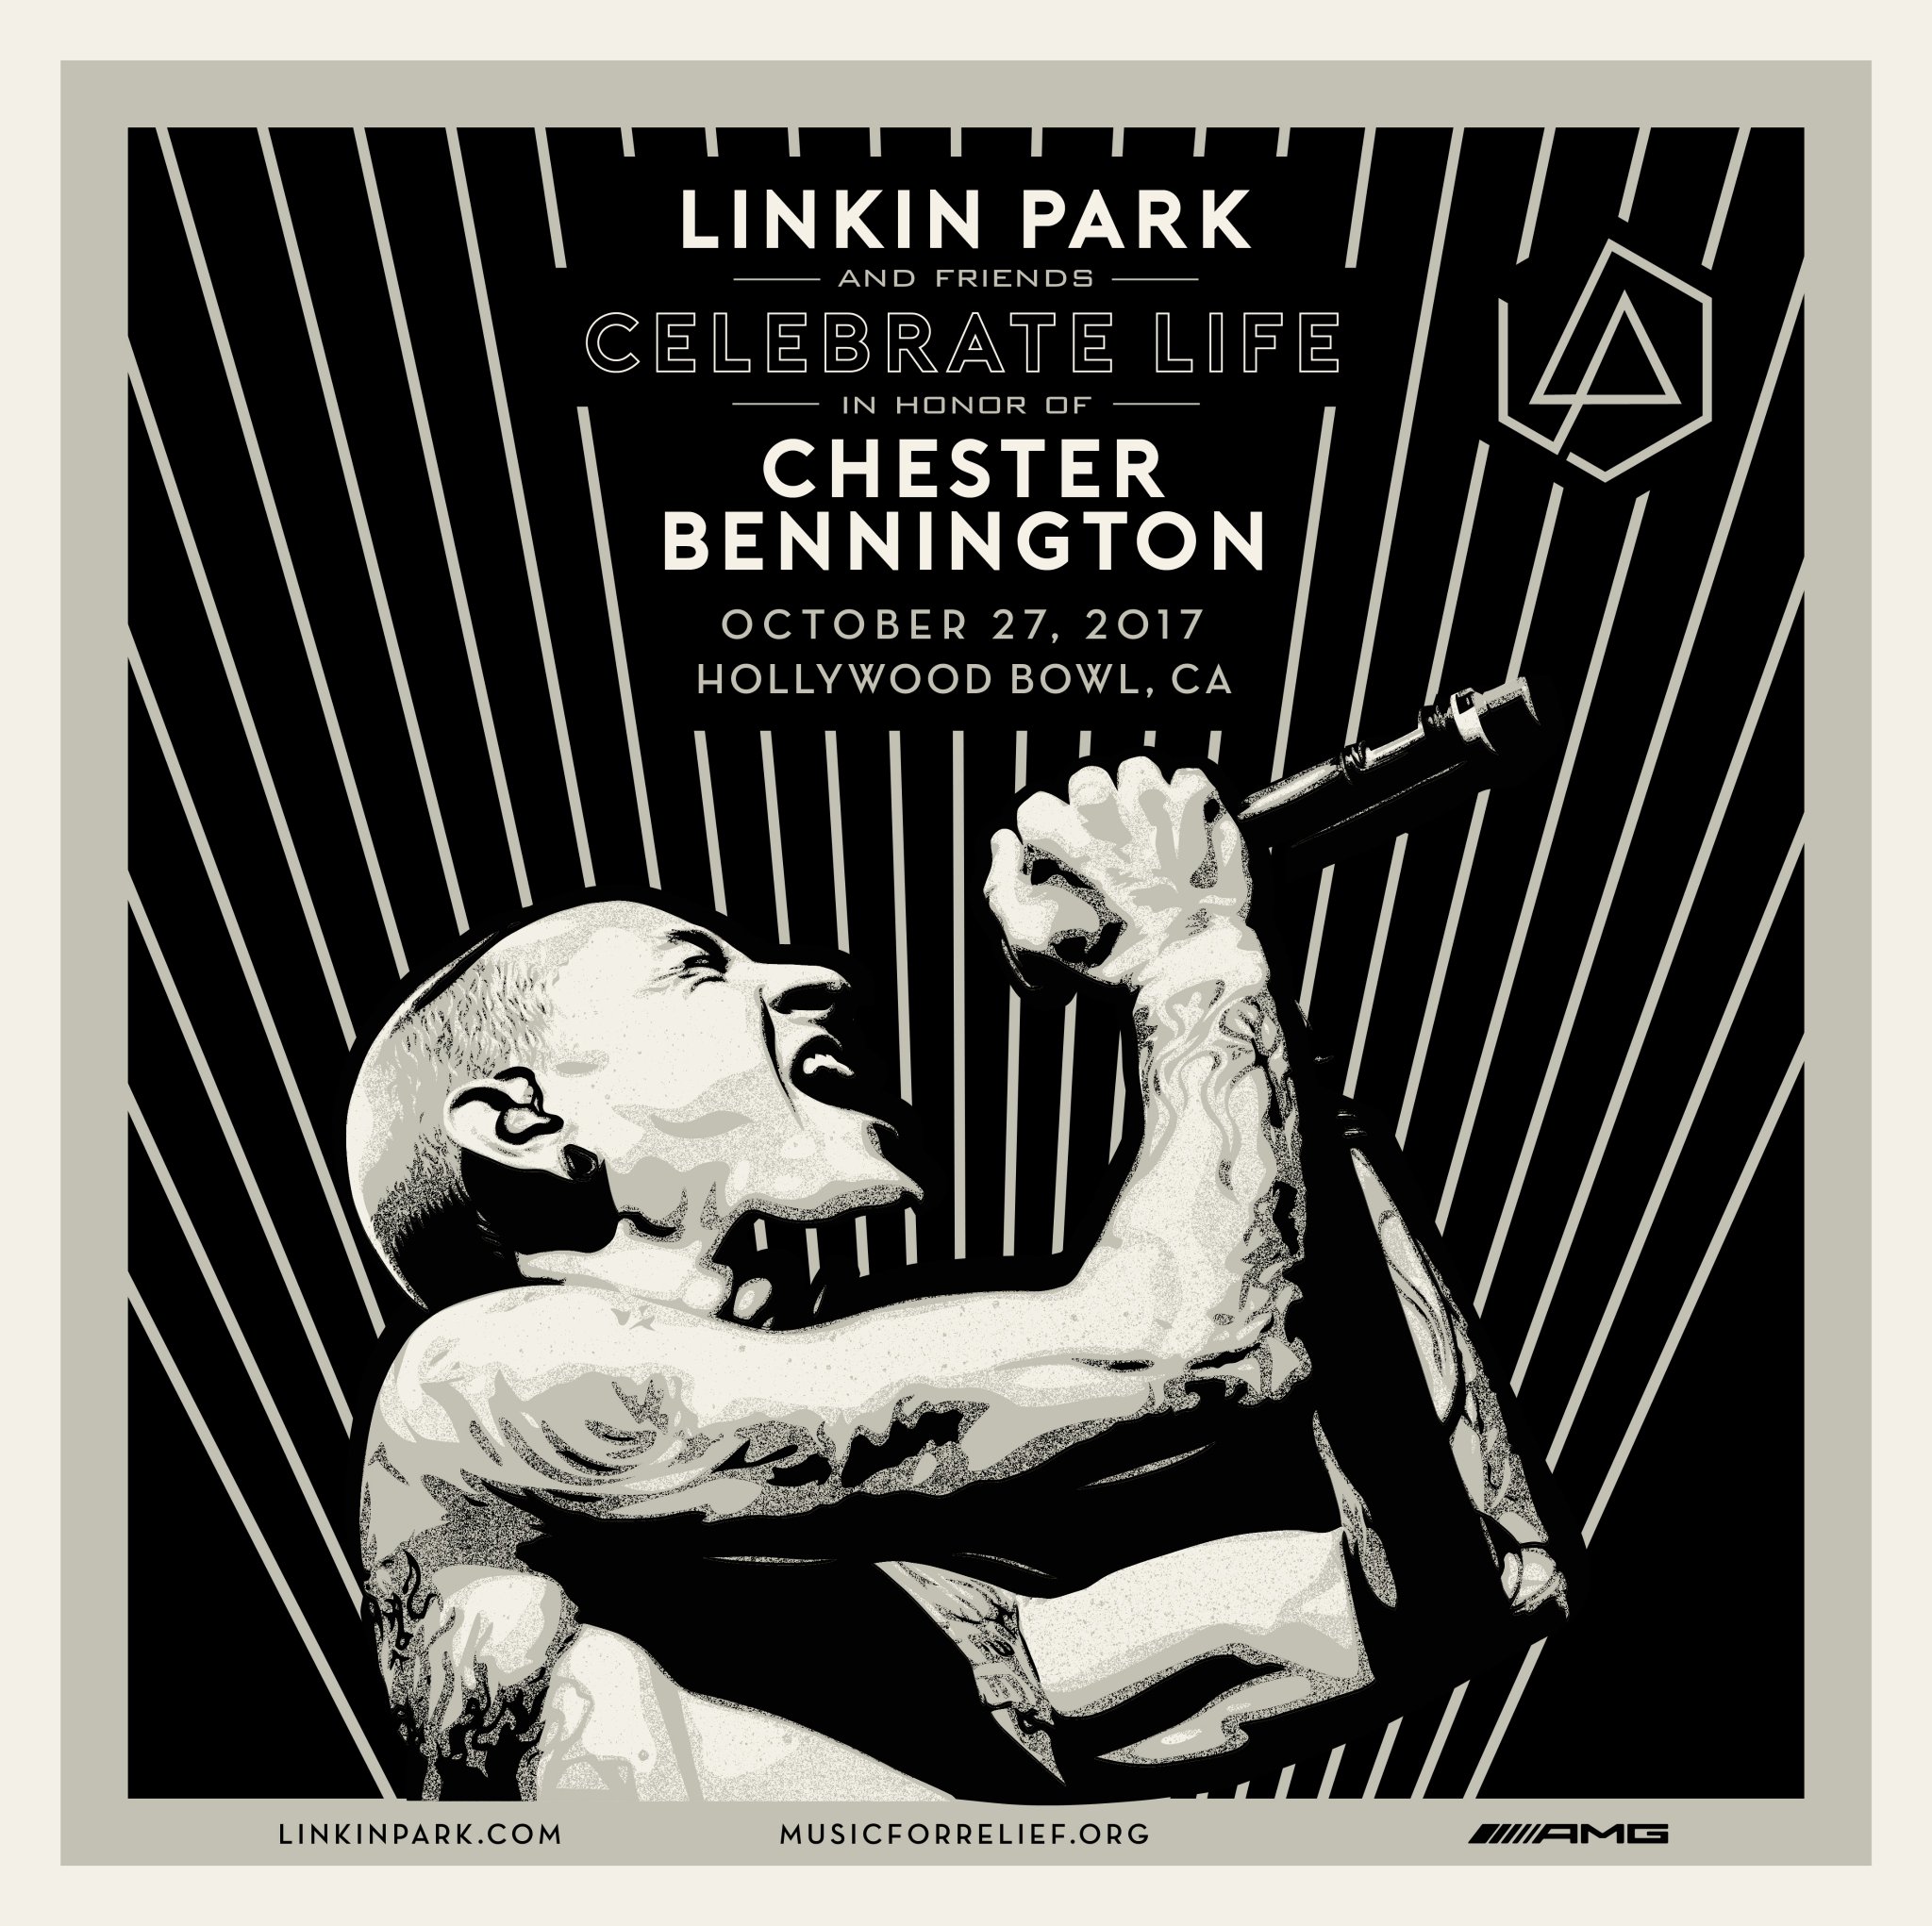 LINKIN PARK
AND FRIENDS
CELEBRATE LIFE
IN HONOR OF
CHESTER
BENNINGTON
OCTOBER 27, 2017
HOLLYWOOD BOWL, CA
LINKINPARK.COM
MUSICFORRELIEF.ORG
AMG